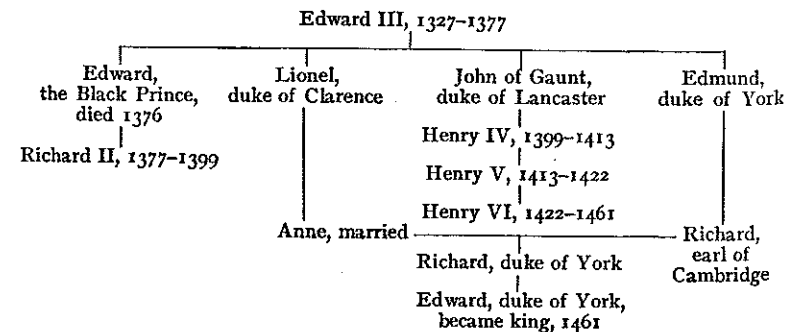 Edward III, 1327–1377
Edward,
the Black Prince,
died 1376
Richard II, 1377–1399
Lionel,
duke of Clarence
John of Gaunt,
duke of Lancaster
Henry IV, 1399–1413
Henry V, 1413–1422
Henry VI, 1422–1461
Edmund,
duke of York
Anne, married
Richard,
earl of
Cambridge
Richard, duke of York
Edward, duke of York,
became king, 1461